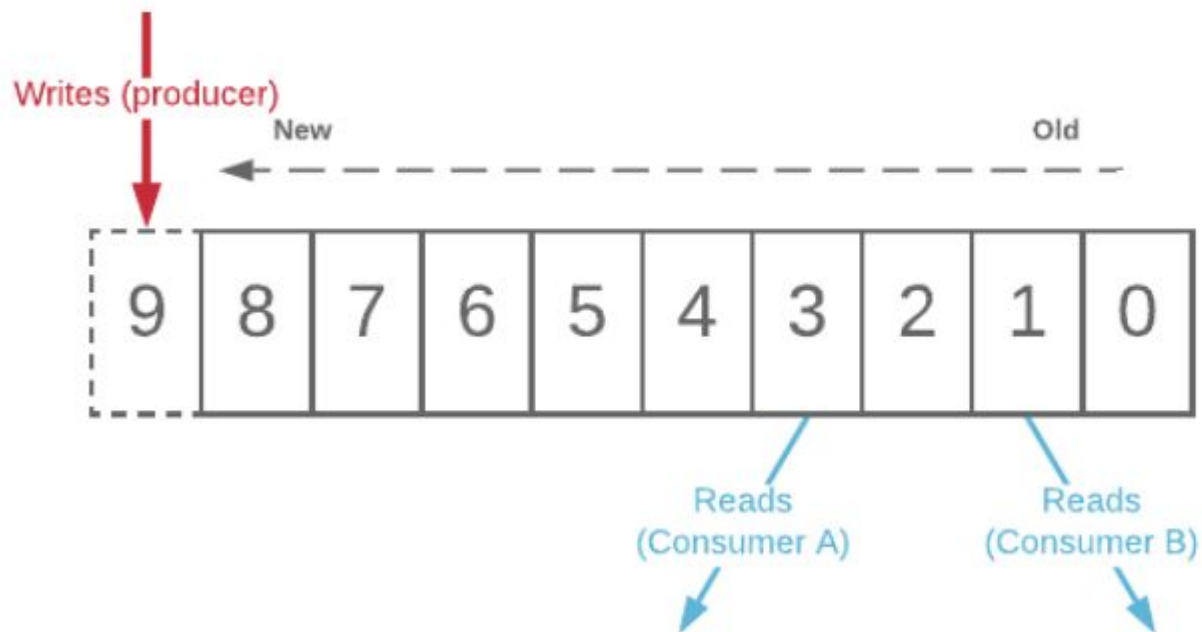 Writes (producer)
New
Old
9 8 7 6 5 4 3 2 1 0
Reads
(Consumer A)
Reads
(Consumer B)